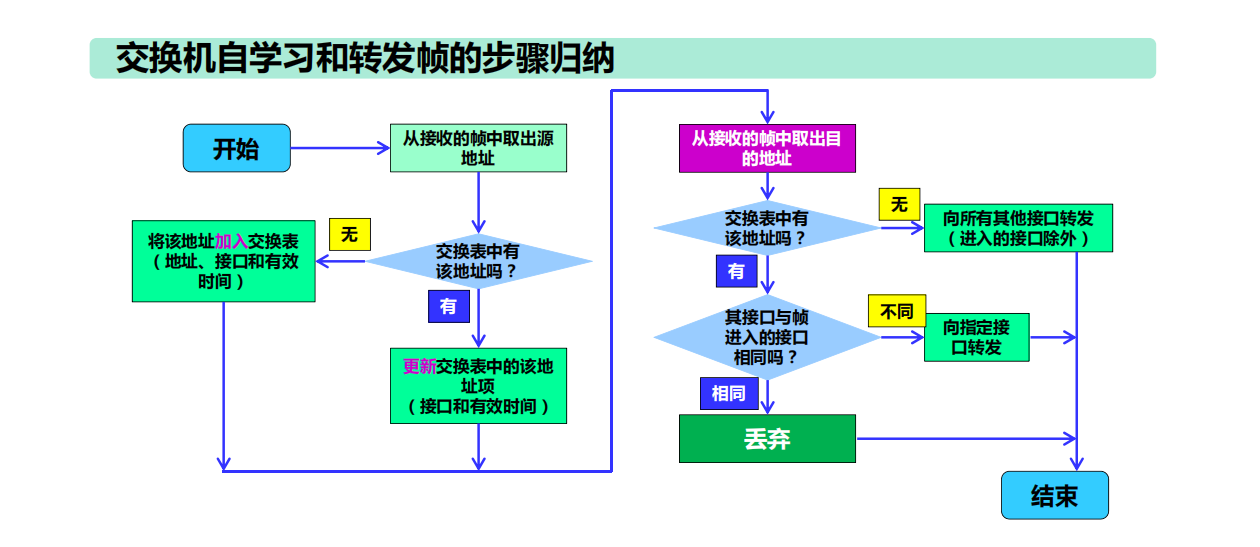 交换机自学习和转发帧的步骤归纳
开始
从接收的帧中取出源
地址
交换表中有
该地址吗？
无
将该地址加入交换表
（地址、接口和有效
时间）
有
更新交换表中的该地
址项
（接口和有效时间）
从接收的帧中取出目
的地址
交换表中有
该地址吗？
无
向所有其他接口转发
（进入的接口除外）
有
其接口与帧
进入的接口
相同吗？
不同
向指定接
口转发
相同
丢弃
结束